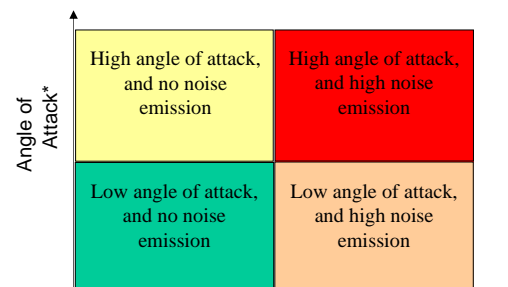 High angle of attack,
and no noise
emission
High angle of attack,
and high noise
emission
Angle of
Attack*
Low angle of attack,
and no noise
emission
Low angle of attack,
and high noise
emission